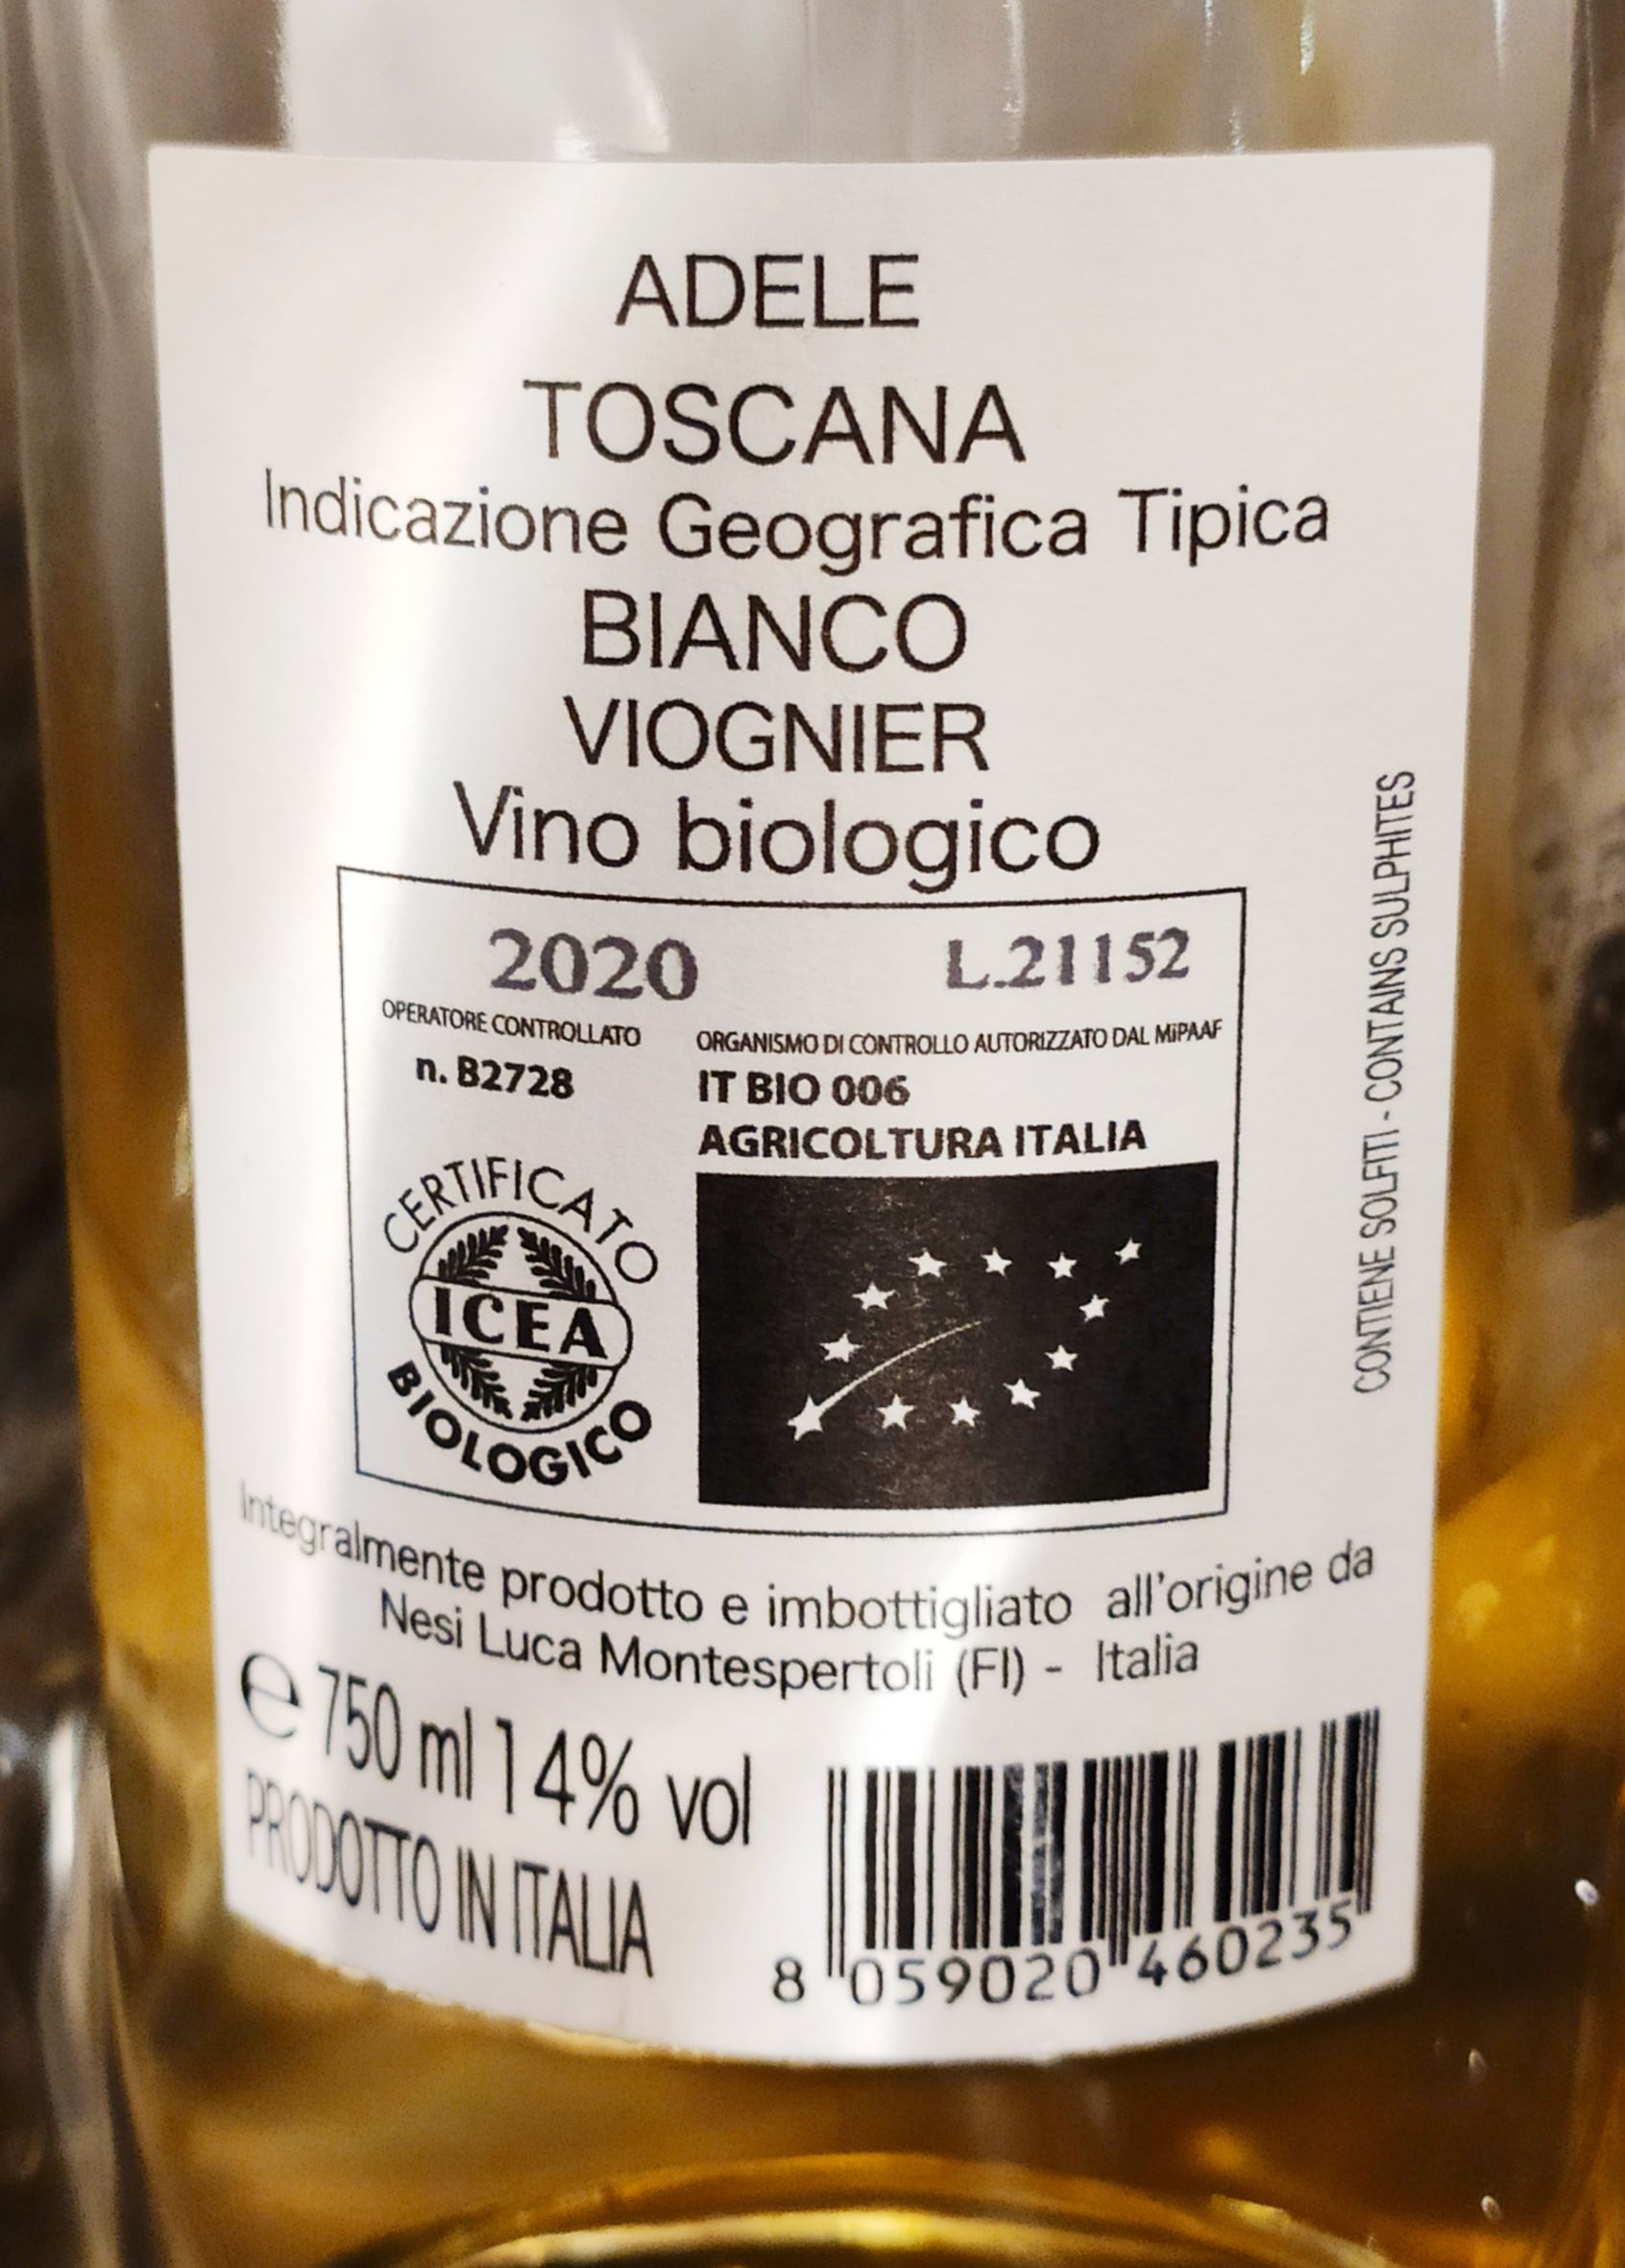 ADELE
TOSCANA
Indicazione Geografica Tipica
BIANCO
VIOGNIER
Vino biologico
2020 L.21152
OPERATORE CONTROLLATO
n. B2728
ORGANISMO DI CONTROLLO AUTORIZZATO DAL MiPAAF
IT BIO 006
AGRICOLTURA ITALIA
CERTIFICATO
ICEA
BIOLOGICO
CONTIENE SOLFITI - CONTAINS SULPHITES
Integralmente prodotto e imbottigliato all'origine da
Nesi Luca Montespertoli (FI) - Italia
℮ 750 ml 14% vol
PRODOTTO IN ITALIA
8 059020 460235